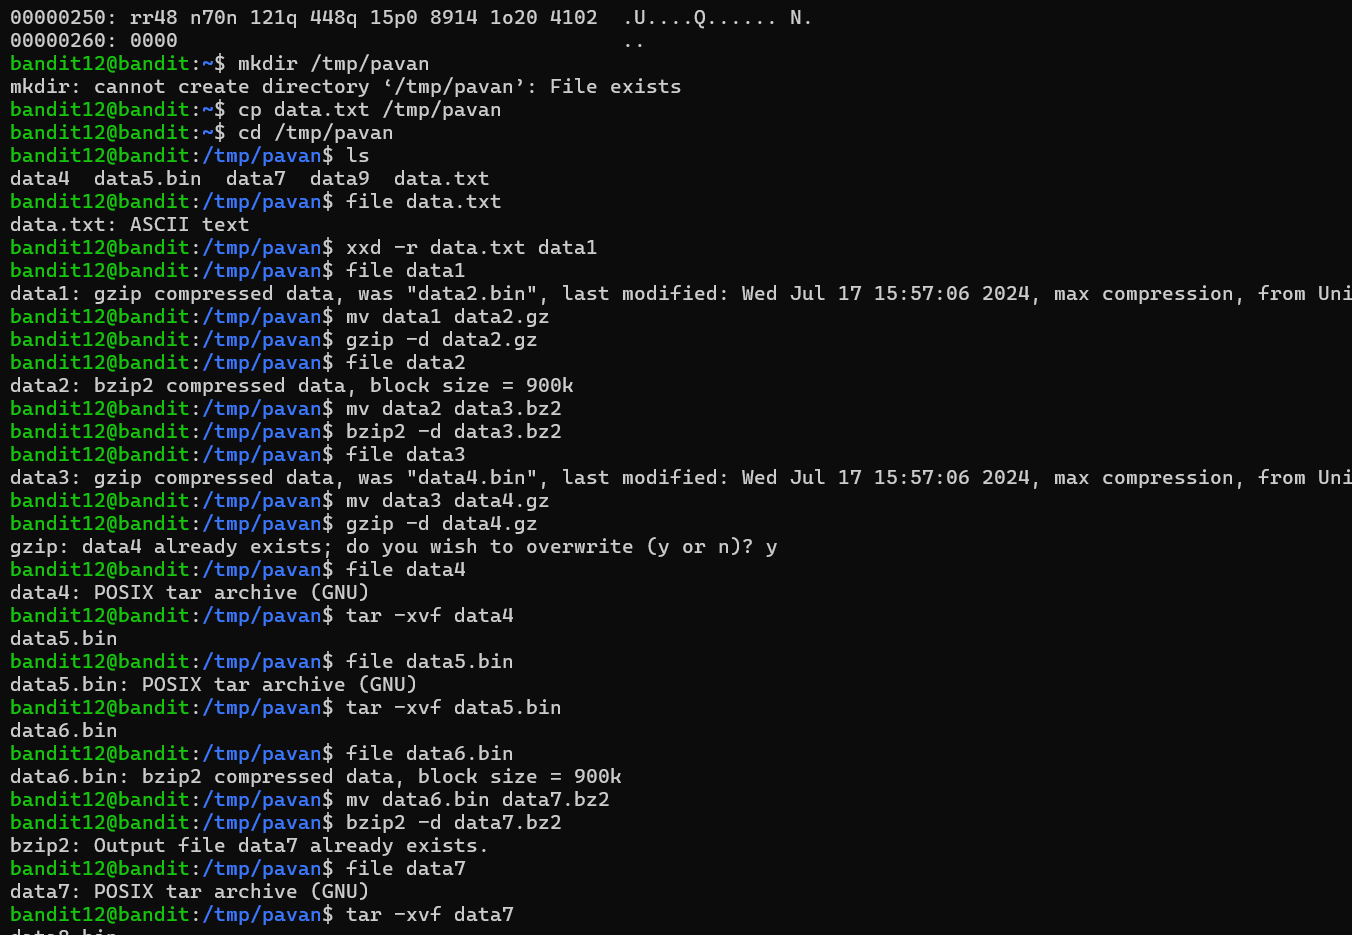 00000250: rr48 n70n 121q 448q 15p0 8914 1o20 4102  .U....Q...... N.
00000260: 0000                                     ..
bandit12@bandit:~$ mkdir /tmp/pavan
mkdir: cannot create directory ‘/tmp/pavan’: File exists
bandit12@bandit:~$ cp data.txt /tmp/pavan
bandit12@bandit:~$ cd /tmp/pavan
bandit12@bandit:/tmp/pavan$ ls
data4  data5.bin  data7  data9  data.txt
bandit12@bandit:/tmp/pavan$ file data.txt
data.txt: ASCII text
bandit12@bandit:/tmp/pavan$ xxd -r data.txt data1
bandit12@bandit:/tmp/pavan$ file data1
data1: gzip compressed data, was "data2.bin", last modified: Wed Jul 17 15:57:06 2024, max compression, from Uni
bandit12@bandit:/tmp/pavan$ mv data1 data2.gz
bandit12@bandit:/tmp/pavan$ gzip -d data2.gz
bandit12@bandit:/tmp/pavan$ file data2
data2: bzip2 compressed data, block size = 900k
bandit12@bandit:/tmp/pavan$ mv data2 data3.bz2
bandit12@bandit:/tmp/pavan$ bzip2 -d data3.bz2
bandit12@bandit:/tmp/pavan$ file data3
data3: gzip compressed data, was "data4.bin", last modified: Wed Jul 17 15:57:06 2024, max compression, from Uni
bandit12@bandit:/tmp/pavan$ mv data3 data4.gz
bandit12@bandit:/tmp/pavan$ gzip -d data4.gz
gzip: data4 already exists; do you wish to overwrite (y or n)? y
bandit12@bandit:/tmp/pavan$ file data4
data4: POSIX tar archive (GNU)
bandit12@bandit:/tmp/pavan$ tar -xvf data4
data5.bin
bandit12@bandit:/tmp/pavan$ file data5.bin
data5.bin: POSIX tar archive (GNU)
bandit12@bandit:/tmp/pavan$ tar -xvf data5.bin
data6.bin
bandit12@bandit:/tmp/pavan$ file data6.bin
data6.bin: bzip2 compressed data, block size = 900k
bandit12@bandit:/tmp/pavan$ mv data6.bin data7.bz2
bandit12@bandit:/tmp/pavan$ bzip2 -d data7.bz2
bzip2: Output file data7 already exists.
bandit12@bandit:/tmp/pavan$ file data7
data7: POSIX tar archive (GNU)
bandit12@bandit:/tmp/pavan$ tar -xvf data7